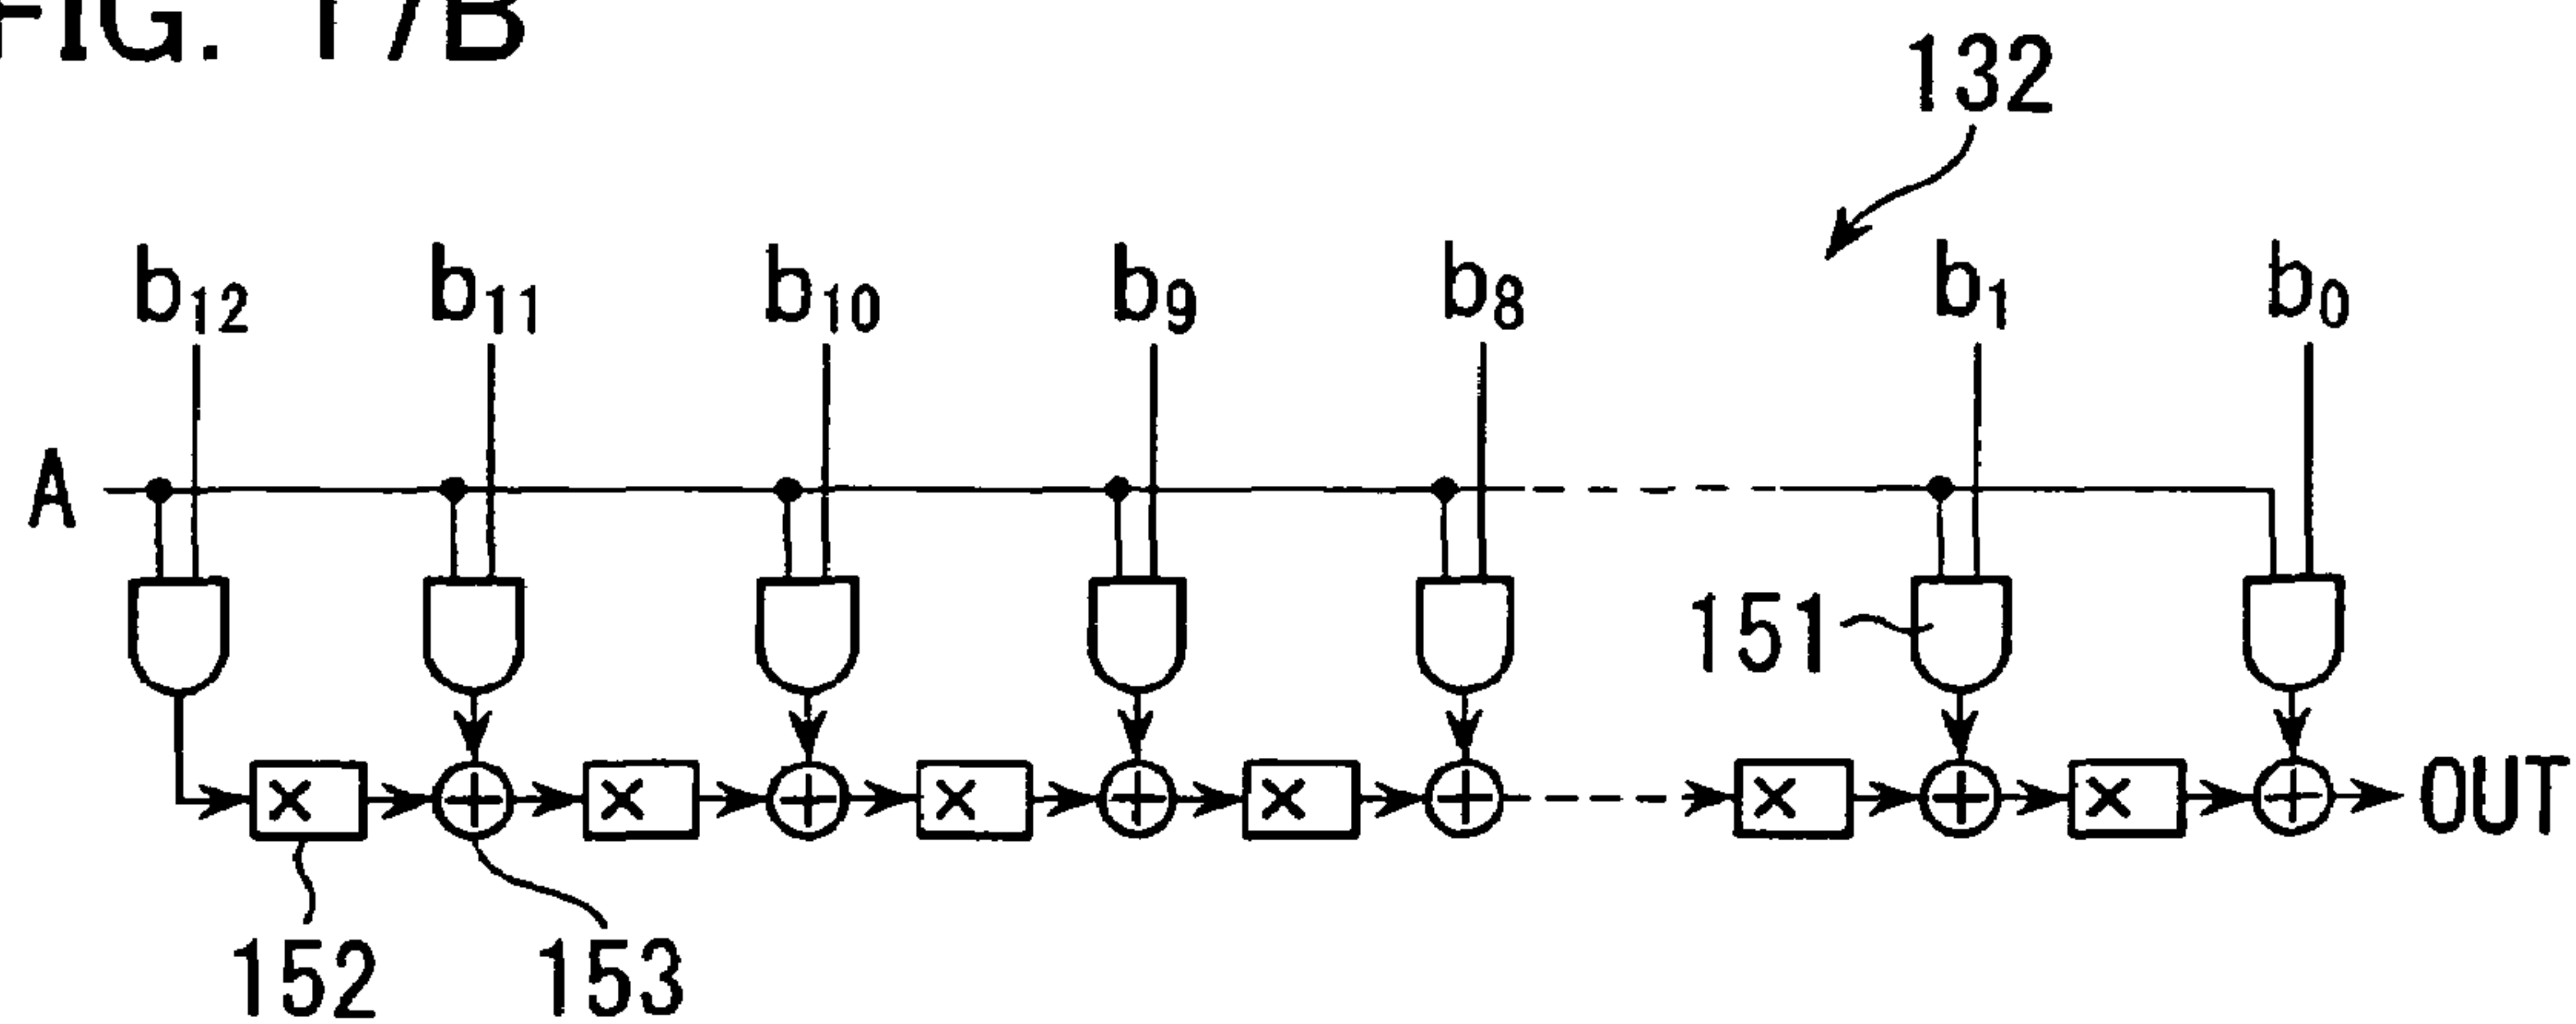 FIG. 17B
132
b12 b11 b10 b9 b8 b1 b0
A
151
× × × × × ×
+ + + + + + OUT
152 153